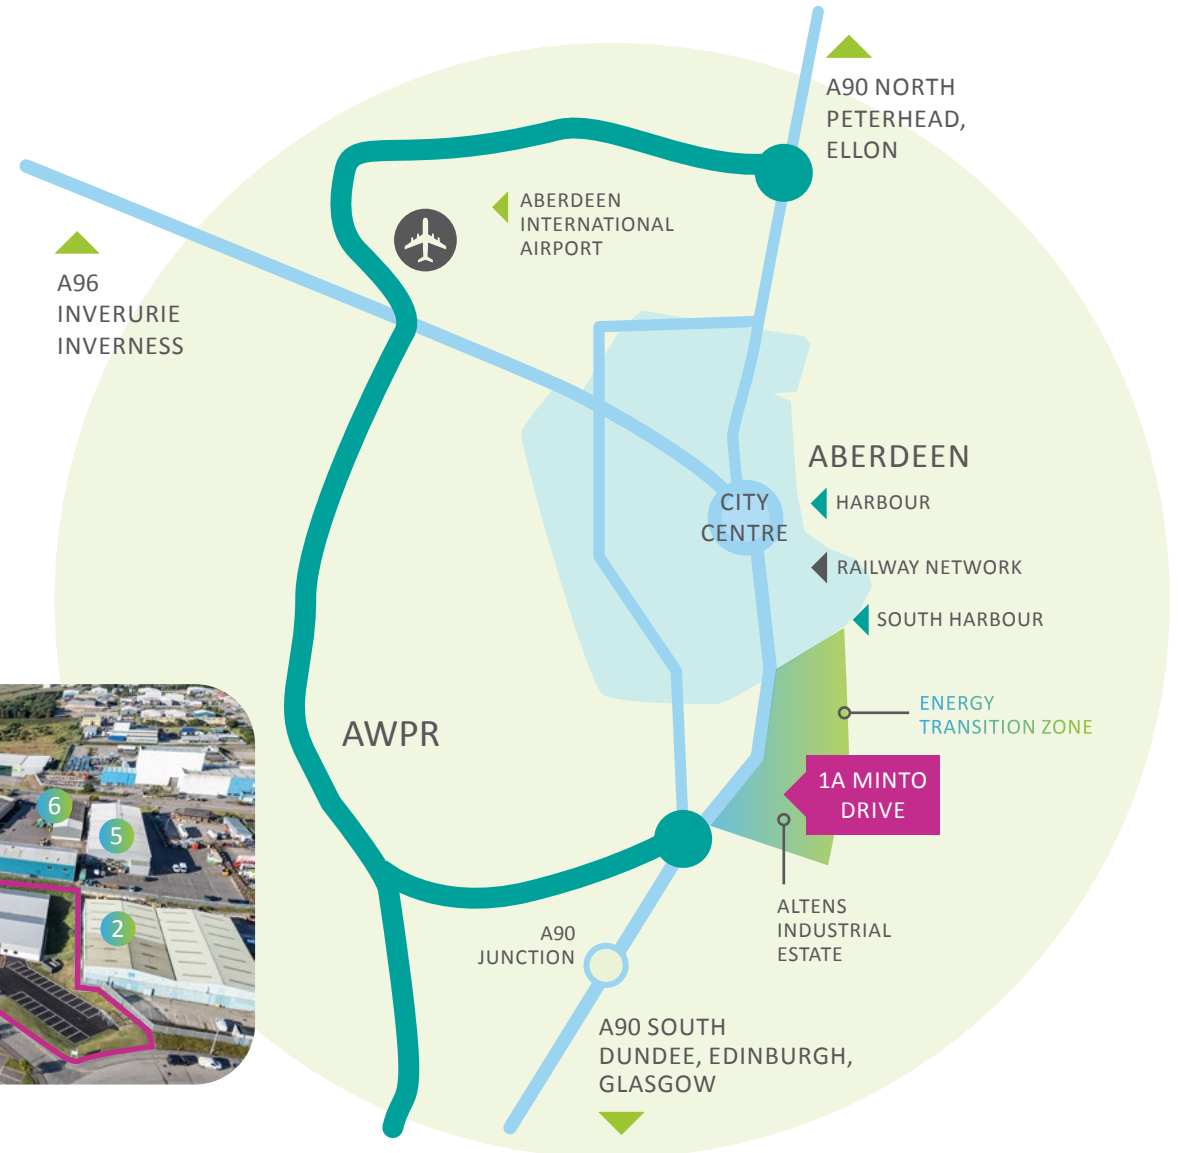 A90 NORTH
PETERHEAD,
ELLON
ABERDEEN
INTERNATIONAL
AIRPORT
A96
INVERURIE
INVERNESS
ABERDEEN
CITY
CENTRE
HARBOUR
RAILWAY NETWORK
SOUTH HARBOUR
ENERGY
TRANSITION ZONE
AWPR
1A MINTO
DRIVE
6
5
2
ALTENS
INDUSTRIAL
ESTATE
A90
JUNCTION
A90 SOUTH
DUNDEE, EDINBURGH,
GLASGOW